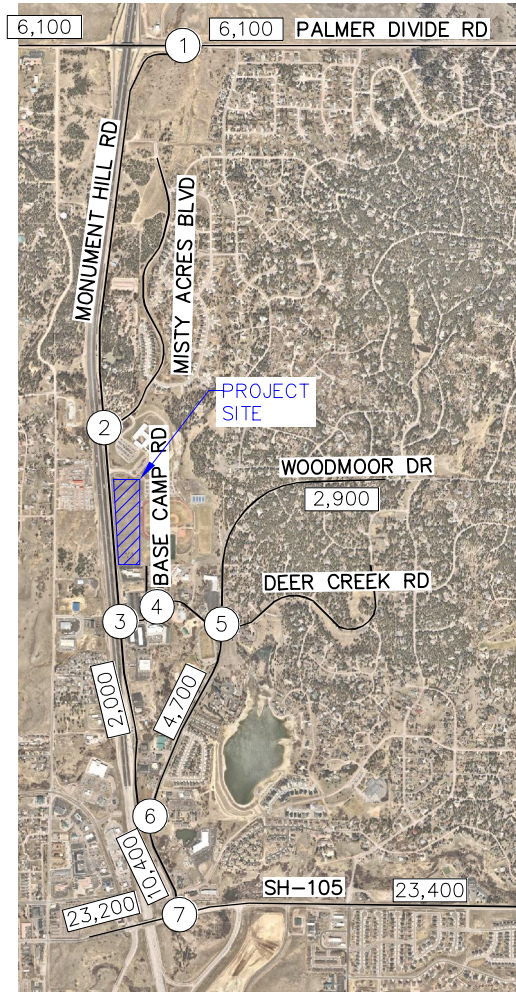 6,100
6,100
PALMER DIVIDE RD
1
MONUMENT HILL RD
MISTY ACRES BLVD
PROJECT
SITE
2
BASE CAMP RD
WOODMOOR DR
2,900
DEER CREEK RD
3
4
5
2,000
4,700
6
10,400
SH-105
23,400
23,200
7